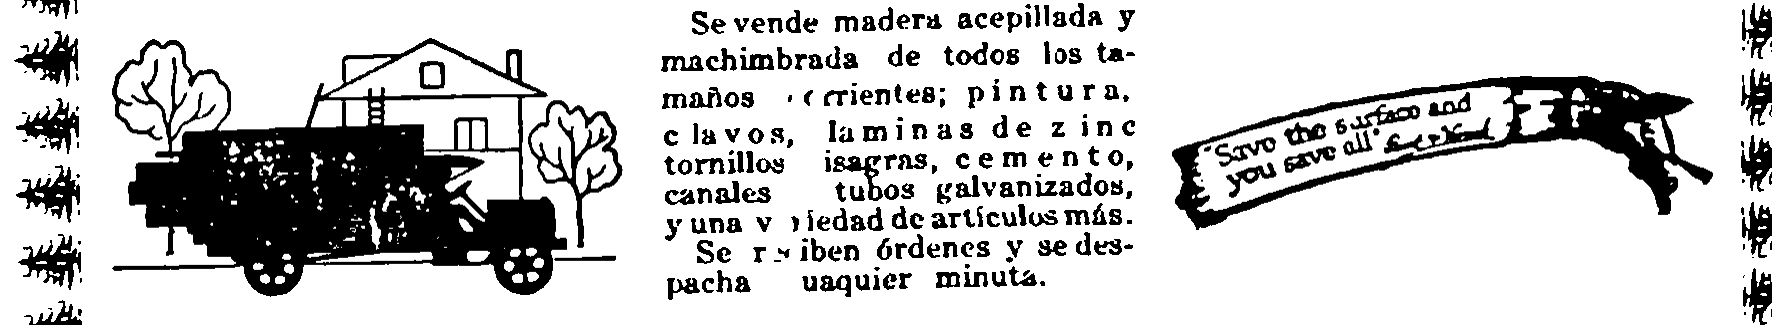 Se vende madera acepillada y
machimbrada de todos los ta-
maños rrientes; pintura,
clavos, laminas de zinc
tornillos isagras, cemento,
canales tubos galvanizados,
y una v iedad de artículos más.
Se r iben órdenes y se des-
pacha uaquier minuta.
"Save the surface and
you save all"